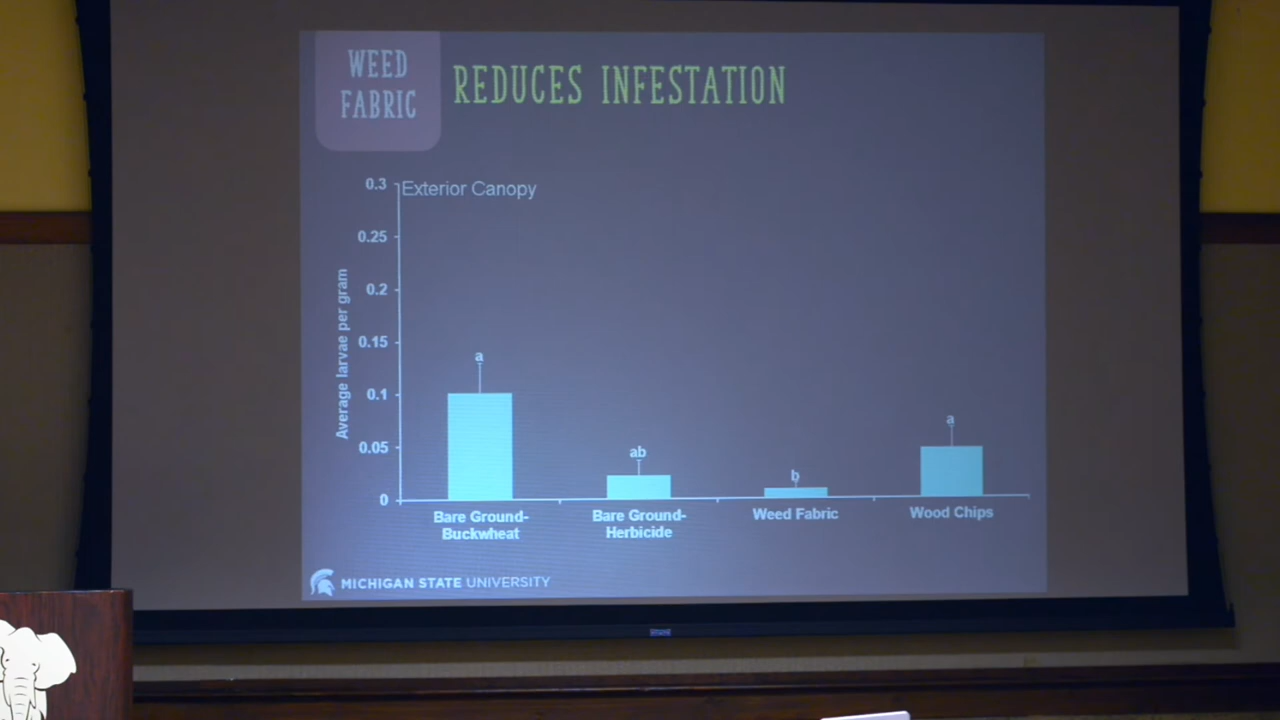 WEED
FABRIC
REDUCES INFESTATION
Exterior Canopy
0.3
0.25
0.2
0.15
0.1
0.05
0
Average larvae per gram
a
ab
b
a
Bare Ground-
Buckwheat
Bare Ground-
Herbicide
Weed Fabric
Wood Chips
MICHIGAN STATE UNIVERSITY